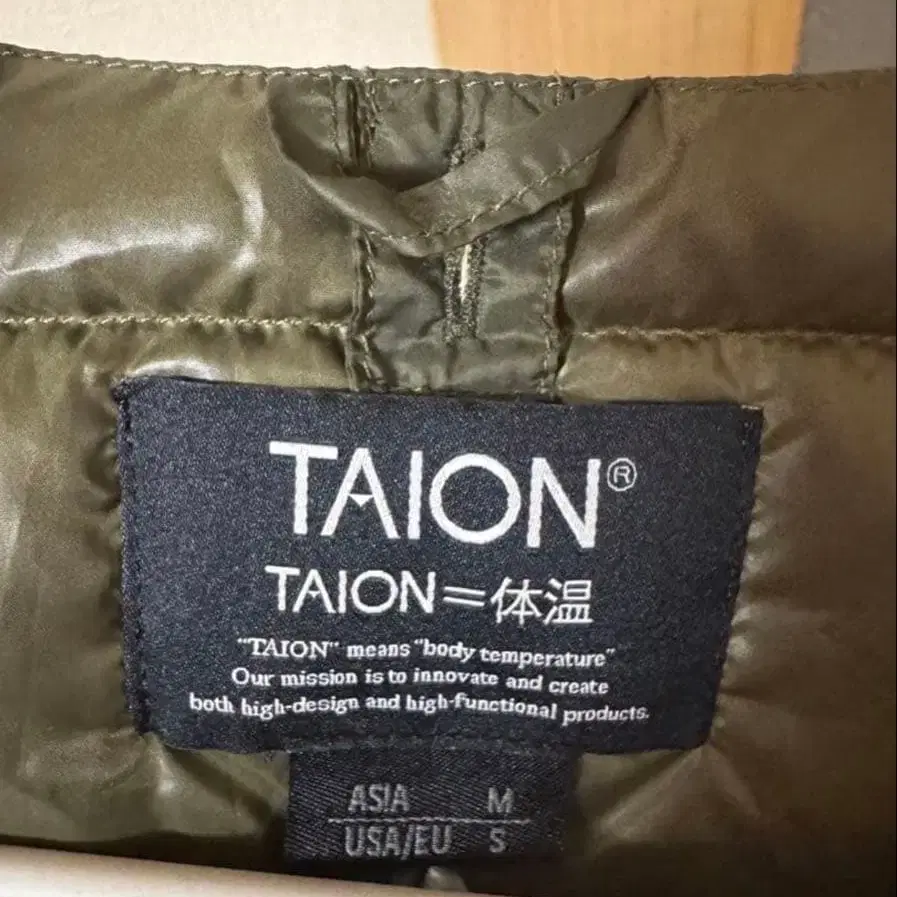 TAION®
TAION=体温
"TAION" means "body temperature"
Our mission is to innovate and create
both high-design and high-functional products.
ASIA M
USA/EU S